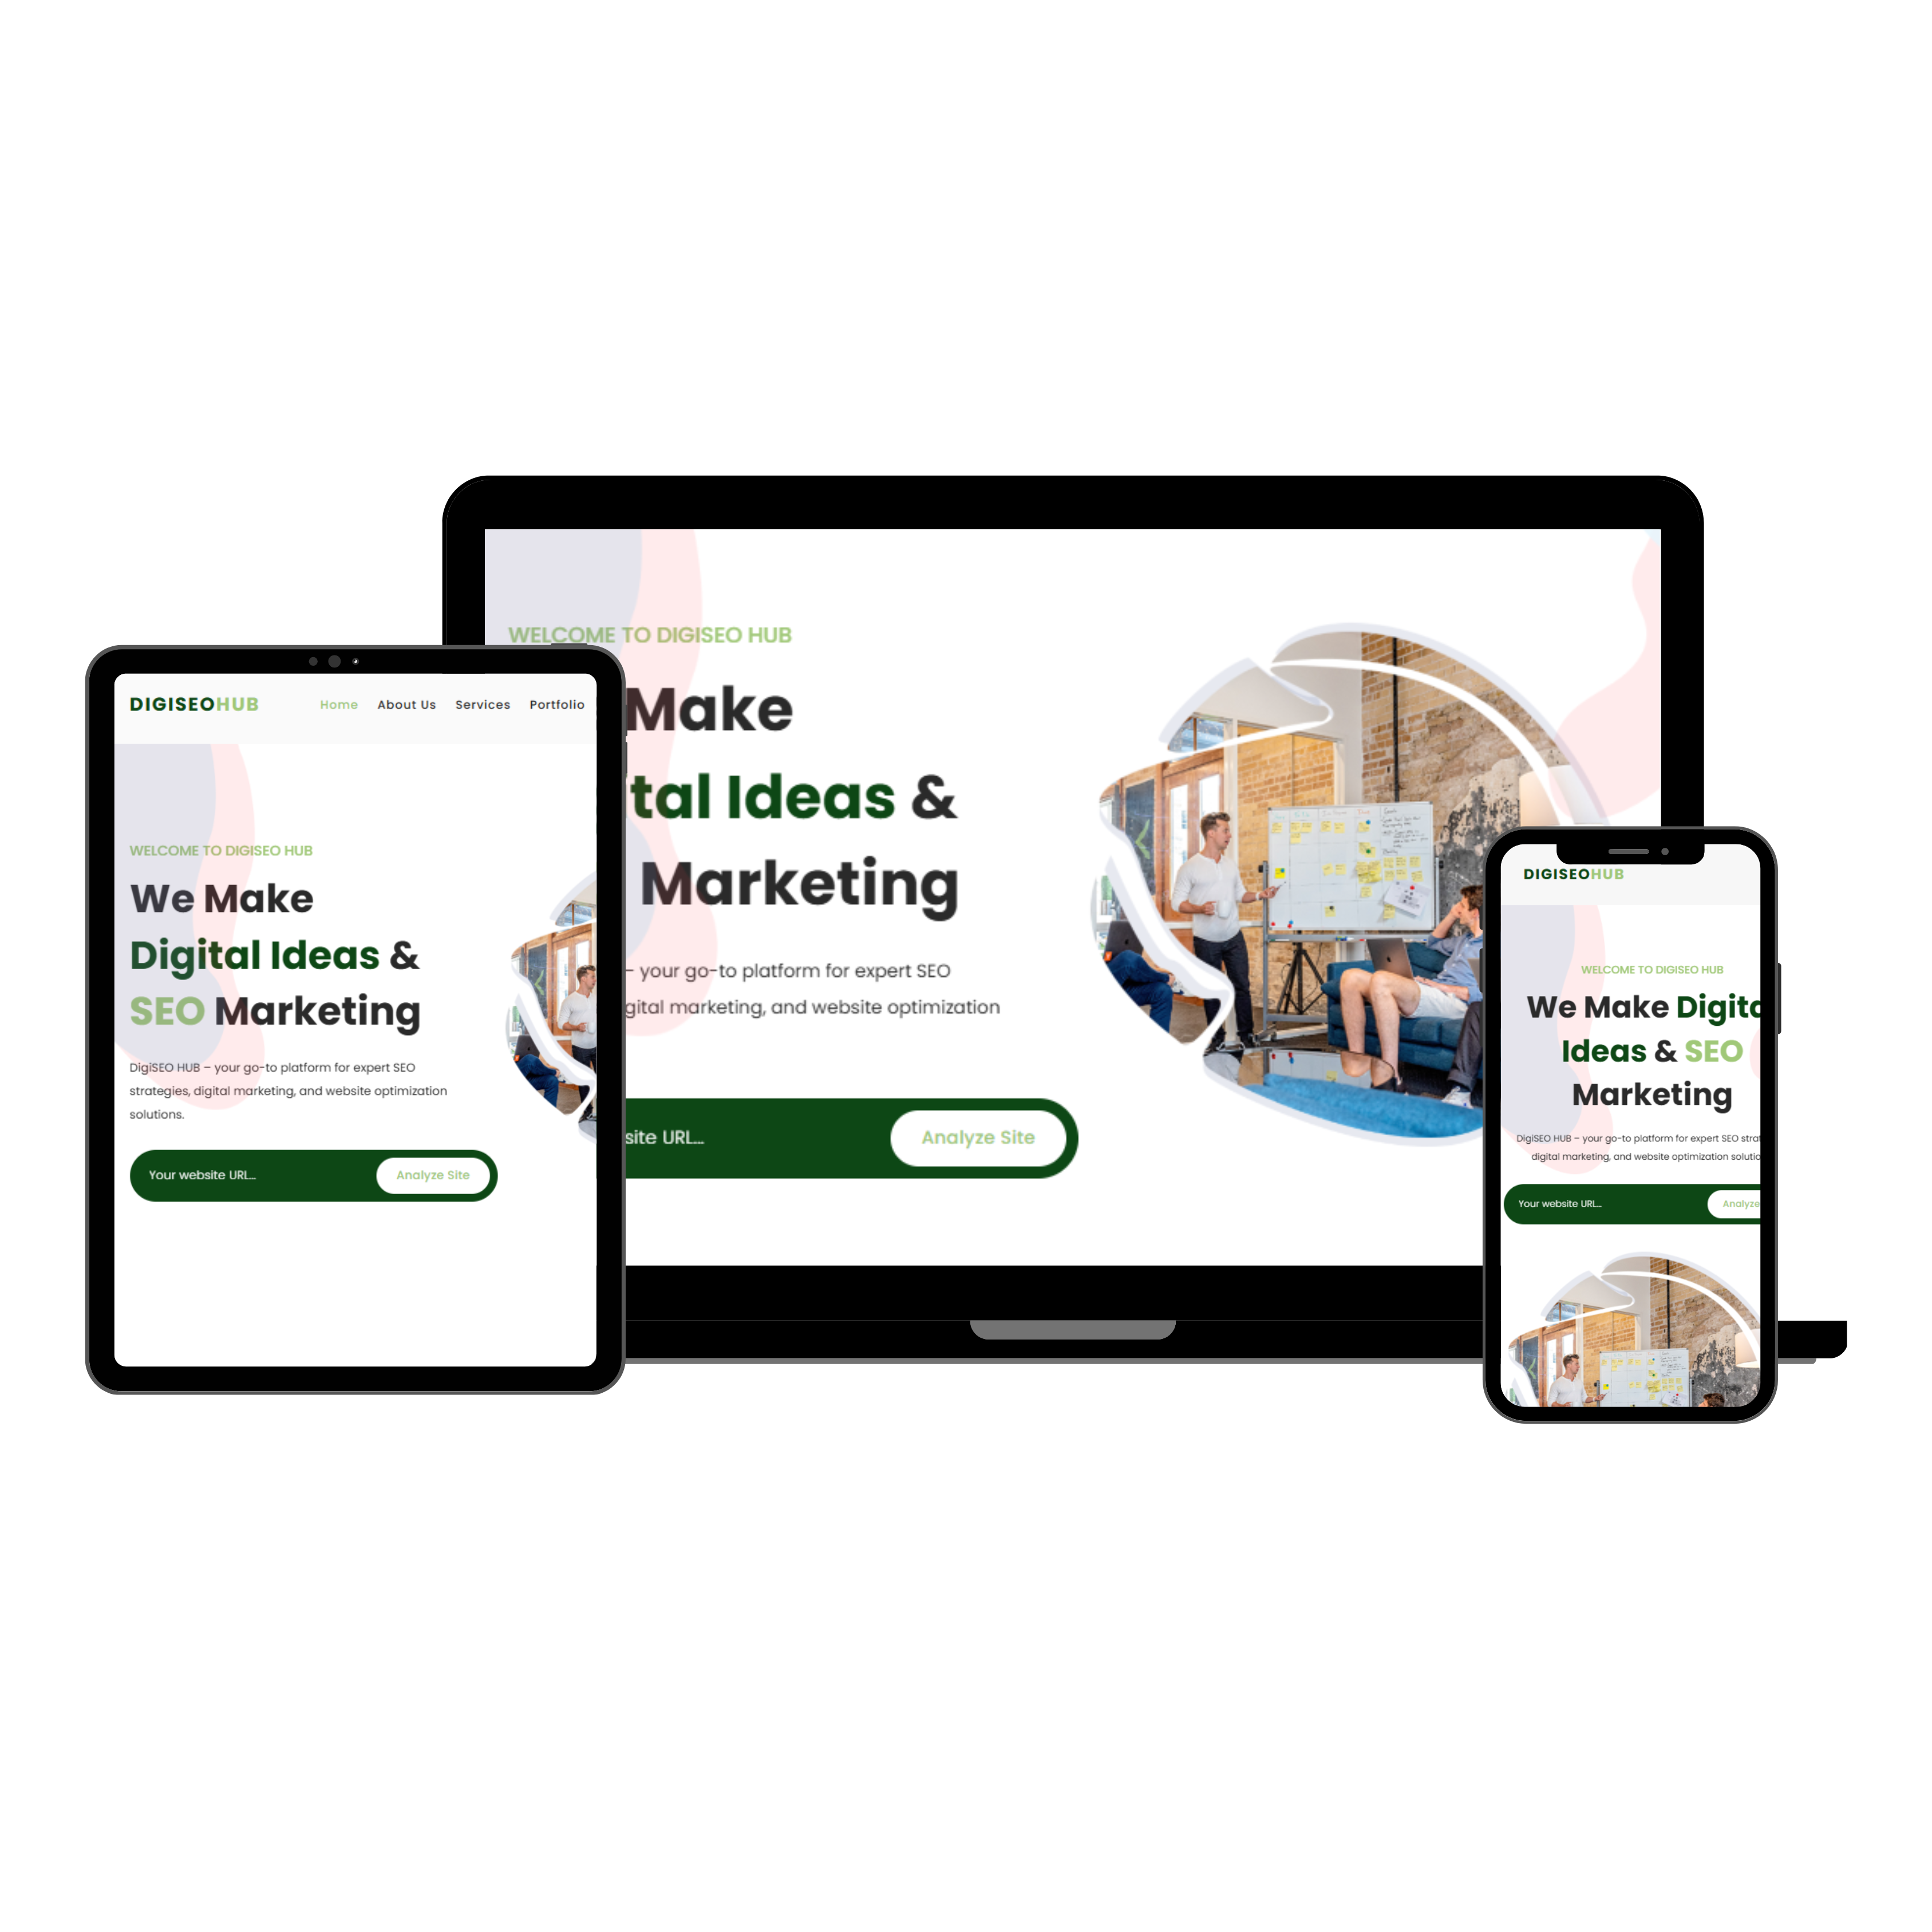 WELCOME TO DIGISEO HUB
Make
tal Ideas &
Marketing
– your go-to platform for expert SEO
gital marketing, and website optimization
site URL...
Analyze Site
DIGISEOHUB
Home About Us Services Portfolio
WELCOME TO DIGISEO HUB
We Make
Digital Ideas &
SEO Marketing
DigiSEO HUB – your go-to platform for expert SEO
strategies, digital marketing, and website optimization
solutions.
Your website URL...
Analyze Site
DIGISEOHUB
WELCOME TO DIGISEO HUB
We Make Digita
Ideas & SEO
Marketing
DigiSEO HUB – your go-to platform for expert SEO strat
digital marketing, and website optimization solutio
Your website URL...
Analyze